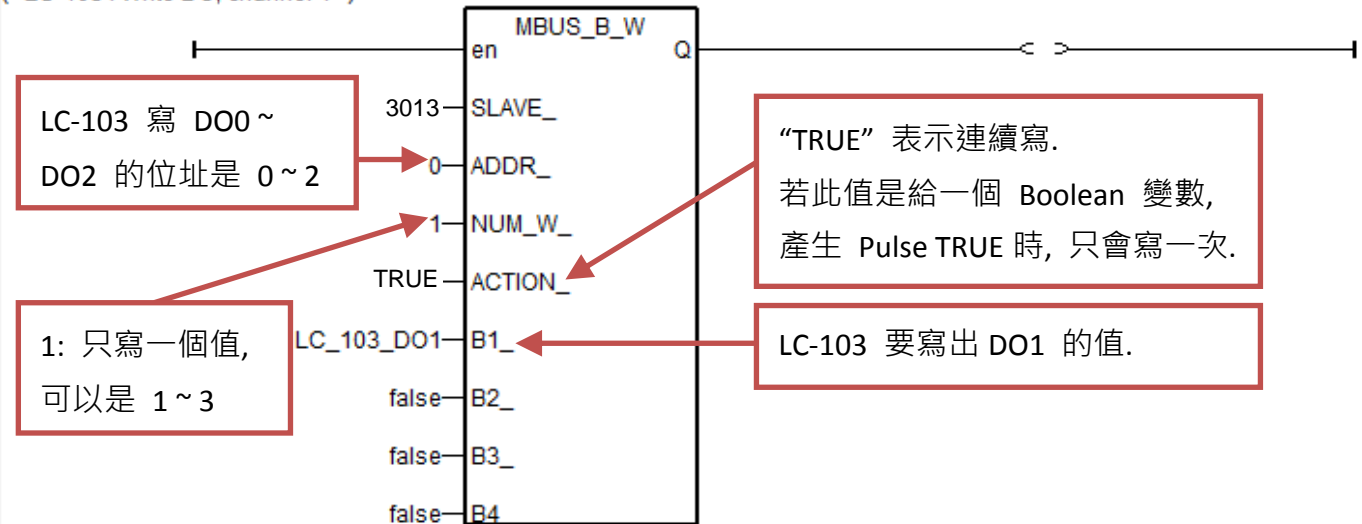 MBUS_B_W
en Q
LC-103 寫 DO0 ~
DO2 的位址是 0 ~ 2
3013 SLAVE_
0 ADDR_
1 NUM_W_
TRUE ACTION_
LC_103_DO1 B1_
false B2_
false B3_
false B4
“TRUE” 表示連續寫.
若此值是給一個 Boolean 變數,
產生 Pulse TRUE 時, 只會寫一次.
1: 只寫一個值,
可以是 1 ~ 3
LC-103 要寫出 DO1 的值.